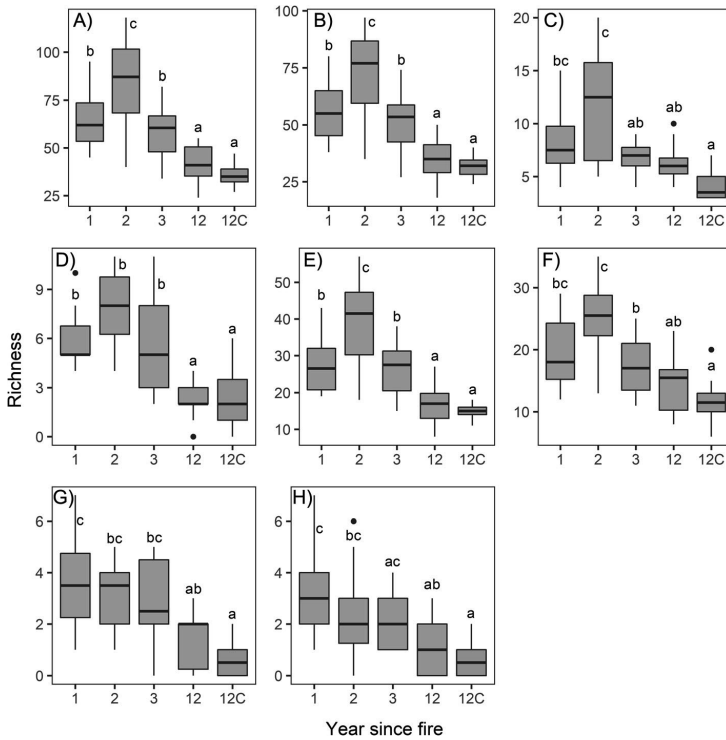 A) B) C)
100 75 50 25
b c b a a
1 2 3 12 12C
100 75 50 25
b c b a a
1 2 3 12 12C
20 15 10 5
bc c ab ab a
1 2 3 12 12C
D) E) F)
Richness
9 6 3 0
b b b a a
1 2 3 12 12C
50 40 30 20 10
b c b a a
1 2 3 12 12C
30 20 10
bc c b ab a
1 2 3 12 12C
G) H)
6 4 2 0
c bc bc ab a
1 2 3 12 12C
6 4 2 0
c bc ac ab a
1 2 3 12 12C
Year since fire